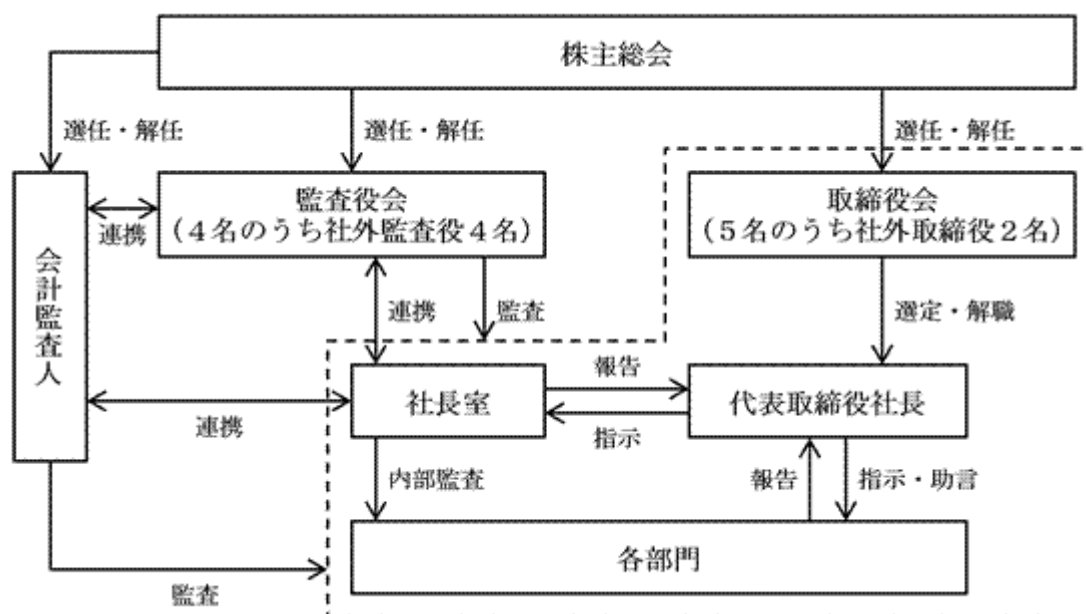 株主総会
選任・解任
選任・解任
選任・解任
監査役会
（４名のうち社外監査役４名）
取締役会
（５名のうち社外取締役２名）
連携
会計監査人
連携
監査
選定・解職
社長室
報告
指示
代表取締役社長
連携
内部監査
報告
指示・助言
各部門
監査